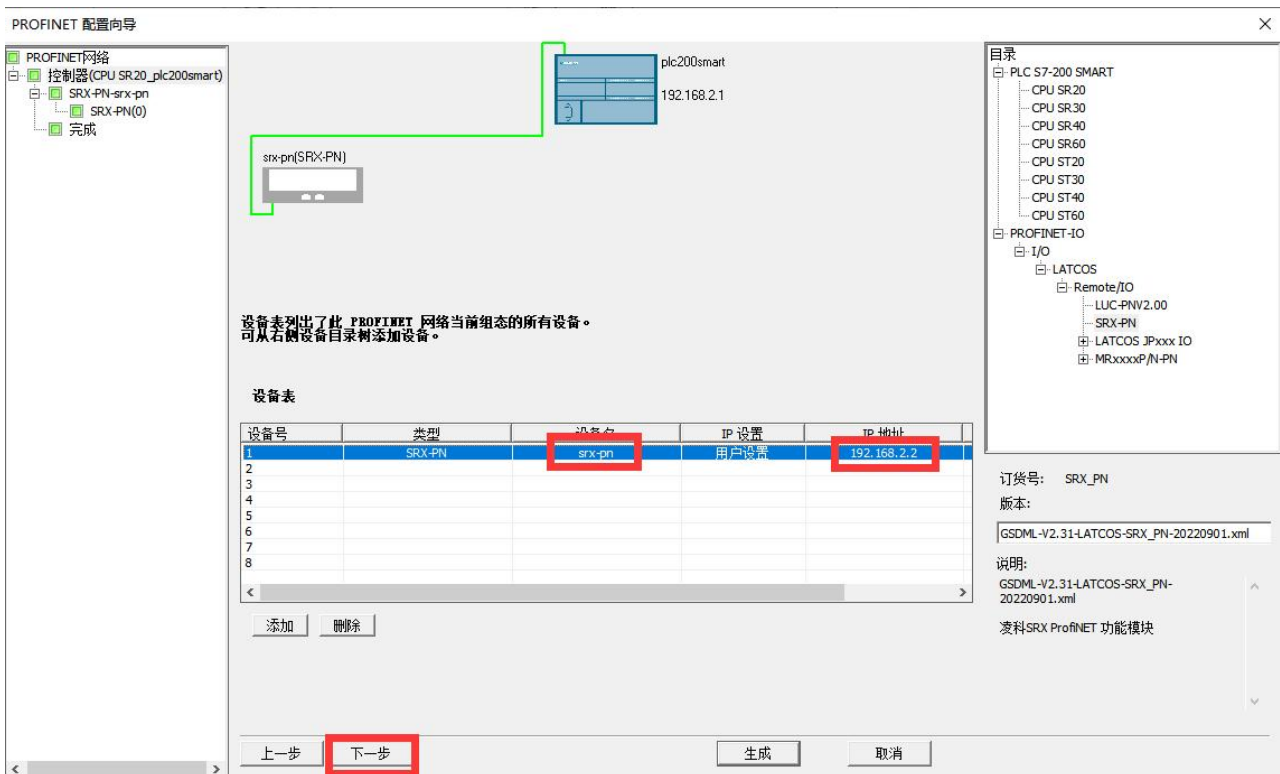 PROFINET 配置向导
PROFINET网络
控制器(CPU SR20_plc200smart)
SRX-PN-srx-pn
SRX-PN(0)
完成
plc200smart
192.168.2.1
srx-pn(SRX-PN)
设备表列出了此 PROFINET 网络当前组态的所有设备。
可从右侧设备目录树添加设备。
设备表
设备号 类型 设备名 IP 设置 IP 地址
1 SRX-PN srx-pn 用户设置 192.168.2.2
2
3
4
5
6
7
8
添加 删除
上一步 下一步 生成 取消
目录
PLC S7-200 SMART
CPU SR20
CPU SR30
CPU SR40
CPU SR60
CPU ST20
CPU ST30
CPU ST40
CPU ST60
PROFINET-IO
I/O
LATCOS
Remote/IO
LUC-PNV2.00
SRX-PN
LATCOS JPxxx IO
MRxxxxP/N-PN
订货号: SRX_PN
版本:
GSDML-V2.31-LATCOS-SRX_PN-20220901.xml
说明:
GSDML-V2.31-LATCOS-SRX_PN-
20220901.xml
凌科SRX ProfiNET 功能模块